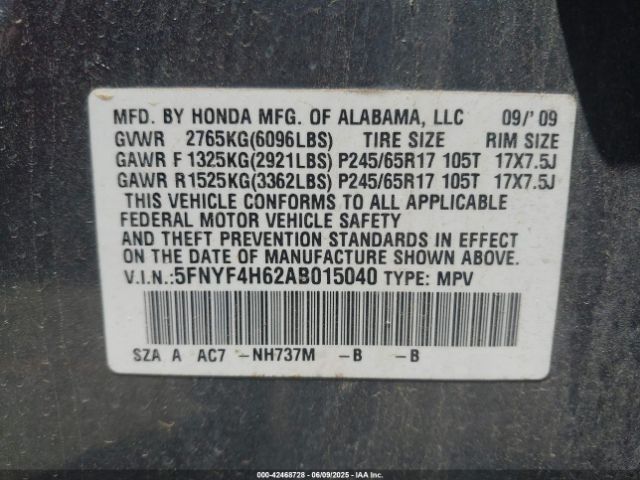 MFD. BY HONDA MFG. OF ALABAMA, LLC 09/'09
GVWR 2765KG(6096LBS) TIRE SIZE RIM SIZE
GAWR F 1325KG(2921LBS) P245/65R17 105T 17X7.5J
GAWR R1525KG(3362LBS) P245/65R17 105T 17X7.5J
THIS VEHICLE CONFORMS TO ALL APPLICABLE
FEDERAL MOTOR VEHICLE SAFETY
AND THEFT PREVENTION STANDARDS IN EFFECT
ON THE DATE OF MANUFACTURE SHOWN ABOVE.
V.I.N.:5FNYF4H62AB015040 TYPE: MPV
SZA A AC7 -NH737M -B -B
000-42468728 - 06/09/2025 - IAAI